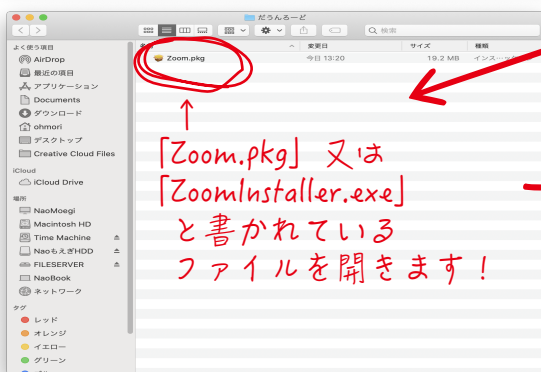 だうんろーど
検索
よく使う項目
AirDrop
最近の項目
アプリケーション
Documents
ダウンロード
ohmori
デスクトップ
Creative Cloud Files
iCloud
iCloud Drive
場所
NaoMoegi
Macintosh HD
Time Machine
NaoもえぎHDD
FILESERVER
NaoBook
ネットワーク
タグ
レッド
オレンジ
イエロー
グリーン
変更日 サイズ 種類
Zoom.pkg 今日 13:20 19.2 MB インス…ッ
「Zoom.pkg」又は
「ZoomInstaller.exe」
と書かれている
ファイルを開きます!